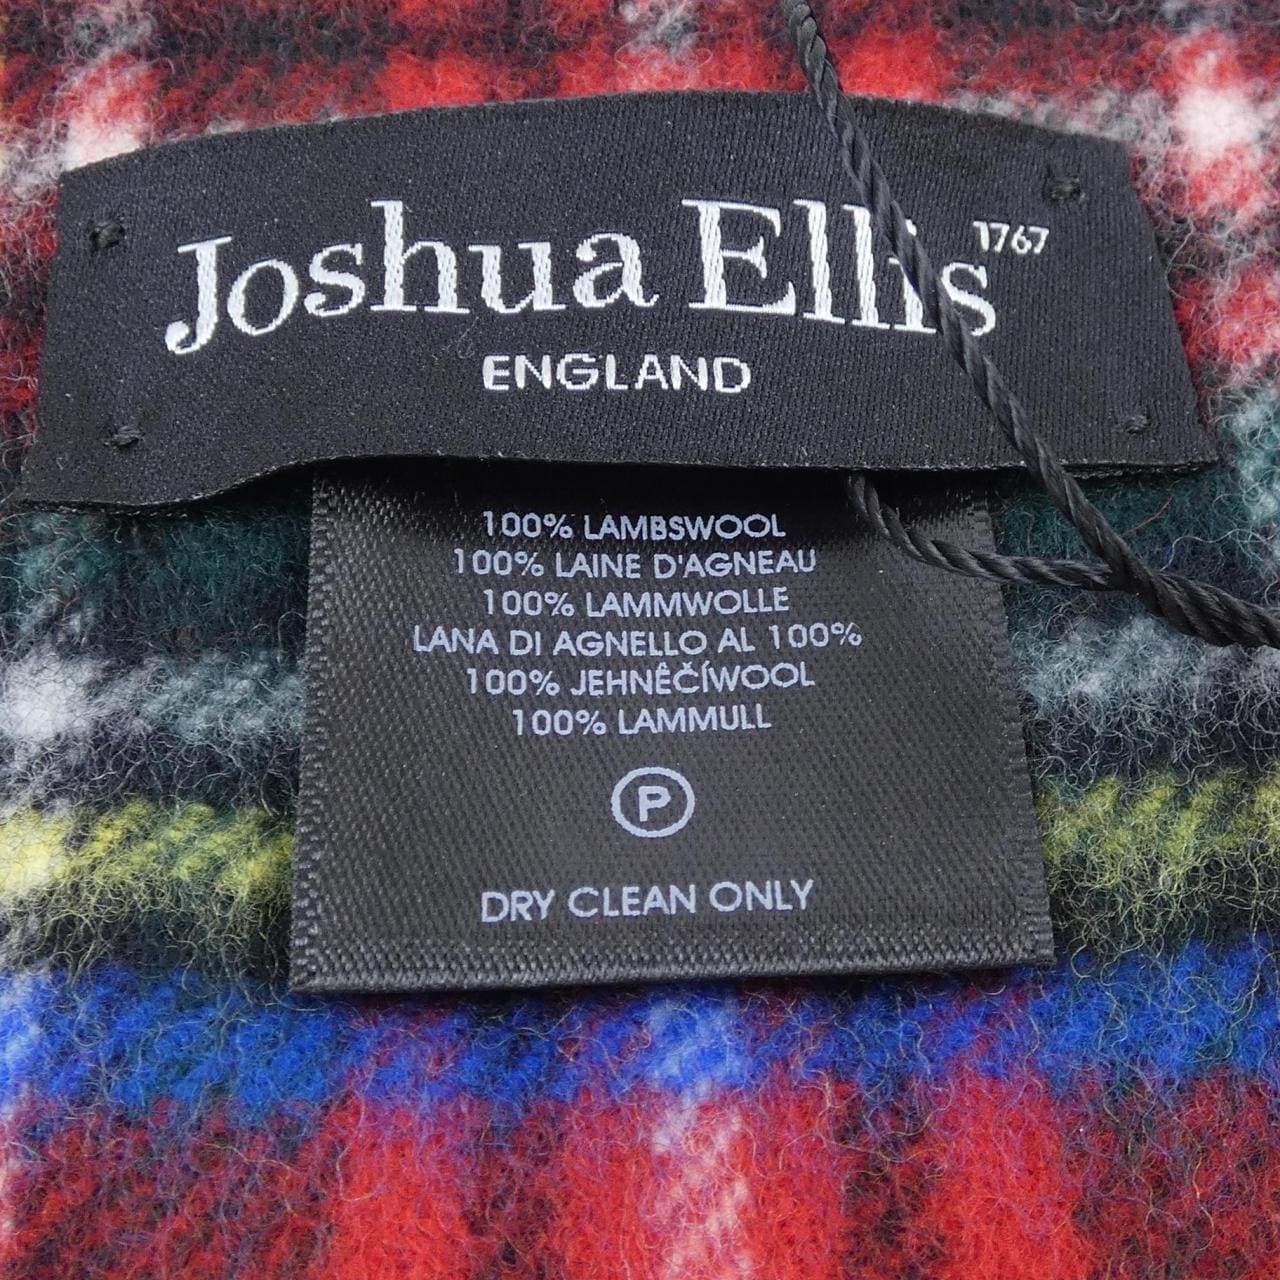 Joshua Ellis 1767
ENGLAND
100% LAMBSWOOL
100% LAINE D'AGNEAU
100% LAMMWOLLE
LANA DI AGNELLO AL 100%
100% JEHNÊČÍWOOL
100% LAMMULL
P
DRY CLEAN ONLY